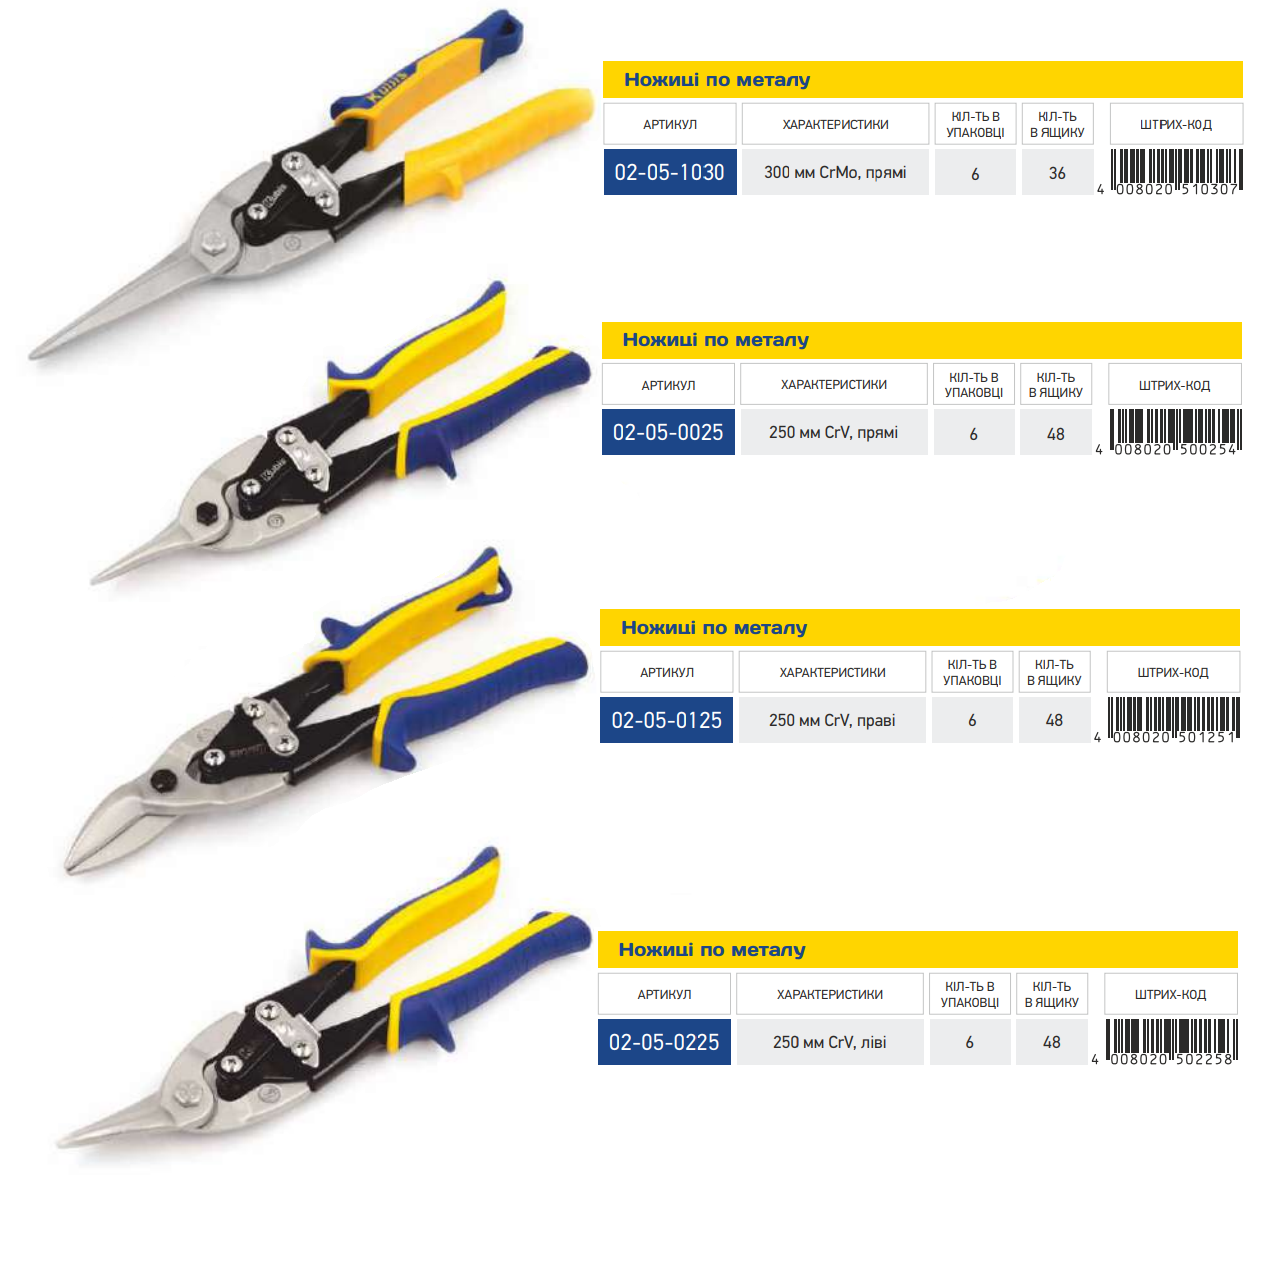 Kubis
Kubis
Ножиці по металу
АРТИКУЛ
ХАРАКТЕРИСТИКИ
КІЛ-ТЬ В
УПАКОВЦІ
КІЛ-ТЬ
В ЯЩИКУ
ШТРИХ-КОД
02-05-1030
300 мм CrMo, прямі
6
36
4 008020 510307
Kubis
Ножиці по металу
АРТИКУЛ
ХАРАКТЕРИСТИКИ
КІЛ-ТЬ В
УПАКОВЦІ
КІЛ-ТЬ
В ЯЩИКУ
ШТРИХ-КОД
02-05-0025
250 мм CrV, прямі
6
48
4 008020 500254
Ножиці по металу
АРТИКУЛ
ХАРАКТЕРИСТИКИ
КІЛ-ТЬ В
УПАКОВЦІ
КІЛ-ТЬ
В ЯЩИКУ
ШТРИХ-КОД
02-05-0125
250 мм CrV, праві
6
48
4 008020 501251
Ножиці по металу
АРТИКУЛ
ХАРАКТЕРИСТИКИ
КІЛ-ТЬ В
УПАКОВЦІ
КІЛ-ТЬ
В ЯЩИКУ
ШТРИХ-КОД
02-05-0225
250 мм CrV, ліві
6
48
4 008020 502258